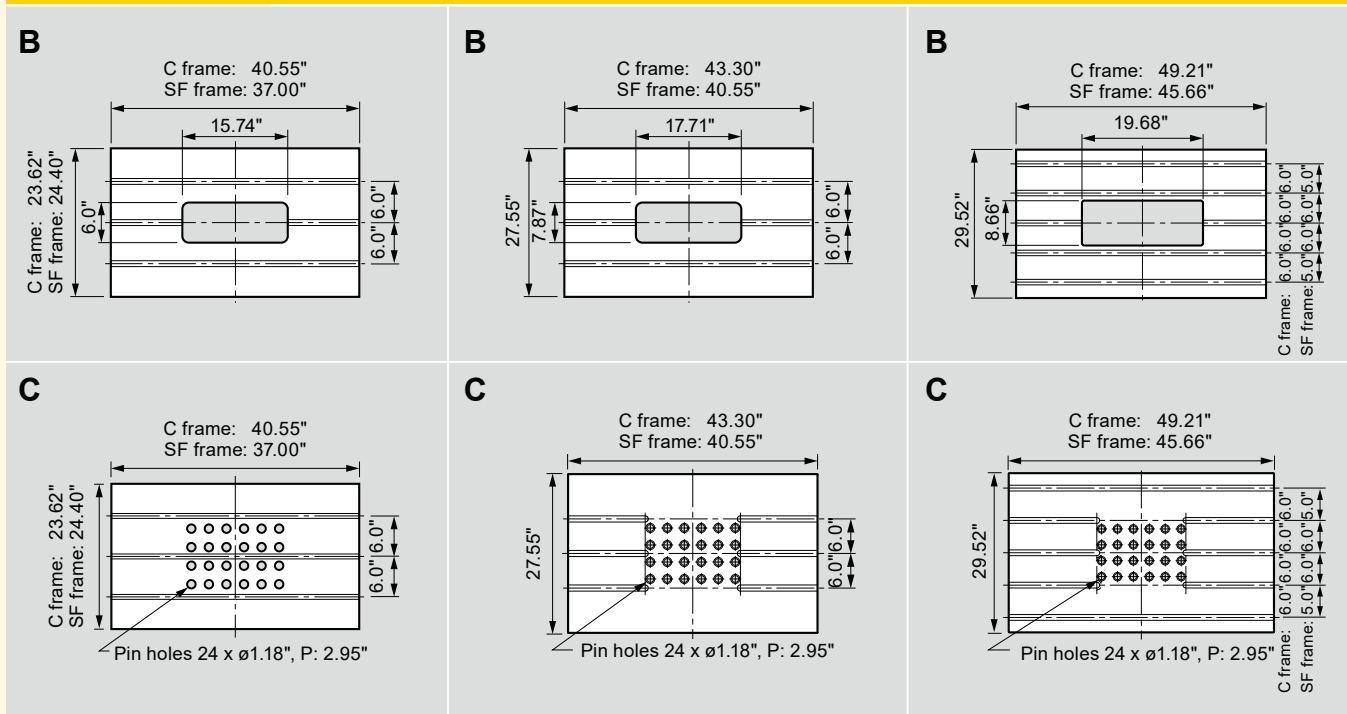 B
C frame: 40.55"
SF frame: 37.00"
15.74"
C frame: 23.62"
SF frame: 24.40"
6.0"
6.0"
6.0"
B
C frame: 43.30"
SF frame: 40.55"
17.71"
27.55"
7.87"
6.0"
6.0"
B
C frame: 49.21"
SF frame: 45.66"
19.68"
29.52"
8.66"
C frame: 6.0" 6.0" 6.0" 6.0"
SF frame: 5.0" 6.0" 6.0" 5.0"
C
C frame: 40.55"
SF frame: 37.00"
C frame: 23.62"
SF frame: 24.40"
6.0"
6.0"
Pin holes 24 x ø1.18", P: 2.95"
C
C frame: 43.30"
SF frame: 40.55"
27.55"
6.0"
6.0"
Pin holes 24 x ø1.18", P: 2.95"
C
C frame: 49.21"
SF frame: 45.66"
29.52"
C frame: 6.0" 6.0" 6.0" 6.0"
SF frame: 5.0" 6.0" 6.0" 5.0"
Pin holes 24 x ø1.18", P: 2.95"